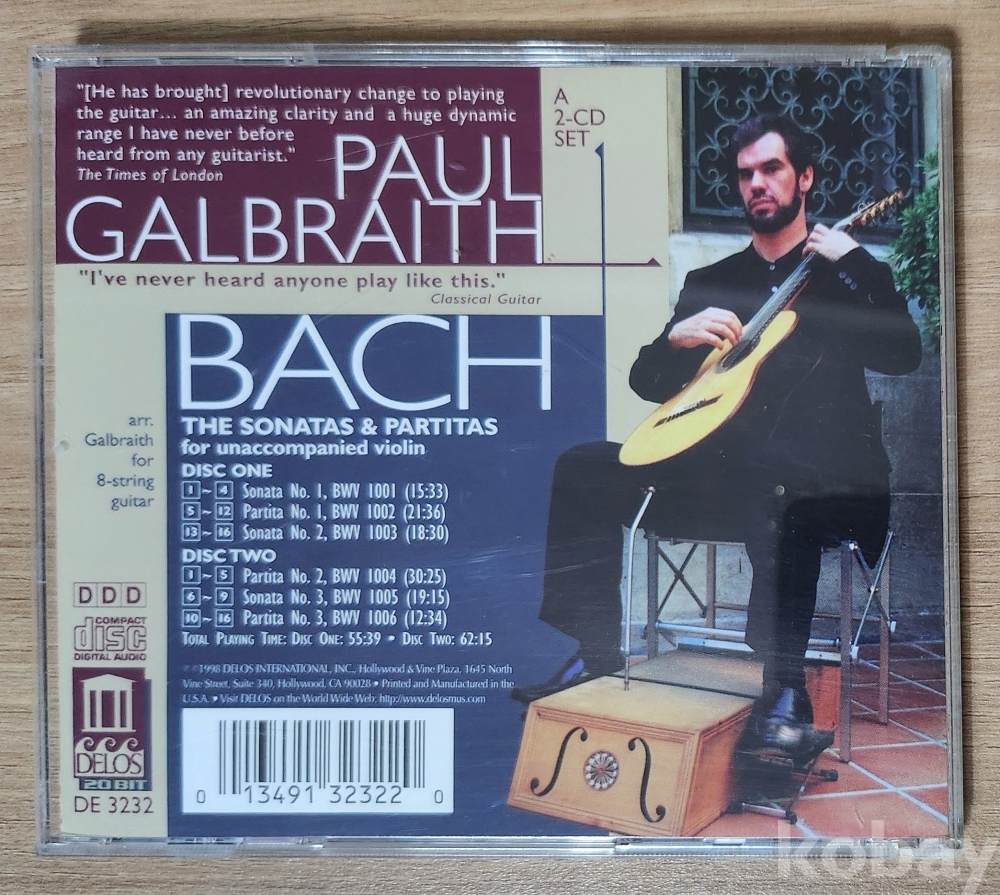 "[He has brought] revolutionary change to playing
the guitar... an amazing clarity and a huge dynamic
range I have never before
heard from any guitarist."
The Times of London
PAUL
GALBRAITH
A
2-CD
SET
"I've never heard anyone play like this."
Classical Guitar
BACH
THE SONATAS & PARTITAS
for unaccompanied violin
arr.
Galbraith
for
8-string
guitar
DISC ONE
1 ~ 4 Sonata No. 1, BWV 1001 (15:33)
5 ~ 12 Partita No. 1, BWV 1002 (21:36)
13 ~ 16 Sonata No. 2, BWV 1003 (18:30)
DISC TWO
1 ~ 5 Partita No. 2, BWV 1004 (30:25)
6 ~ 9 Sonata No. 3, BWV 1005 (19:15)
10 ~ 16 Partita No. 3, BWV 1006 (12:34)
TOTAL PLAYING TIME: DISC ONE: 55:39 • DISC TWO: 62:15
℗ ©1998 DELOS INTERNATIONAL, INC., Hollywood & Vine Plaza, 1645 North
Vine Street, Suite 340, Hollywood, CA 90028 • Printed and Manufactured in the
U.S.A. • Visit DELOS on the World Wide Web: http://www.delosmus.com
DDD
COMPACT
disc
DIGITAL AUDIO
DELOS
20 BIT
DE 3232
0 13491 32322 0
kobay